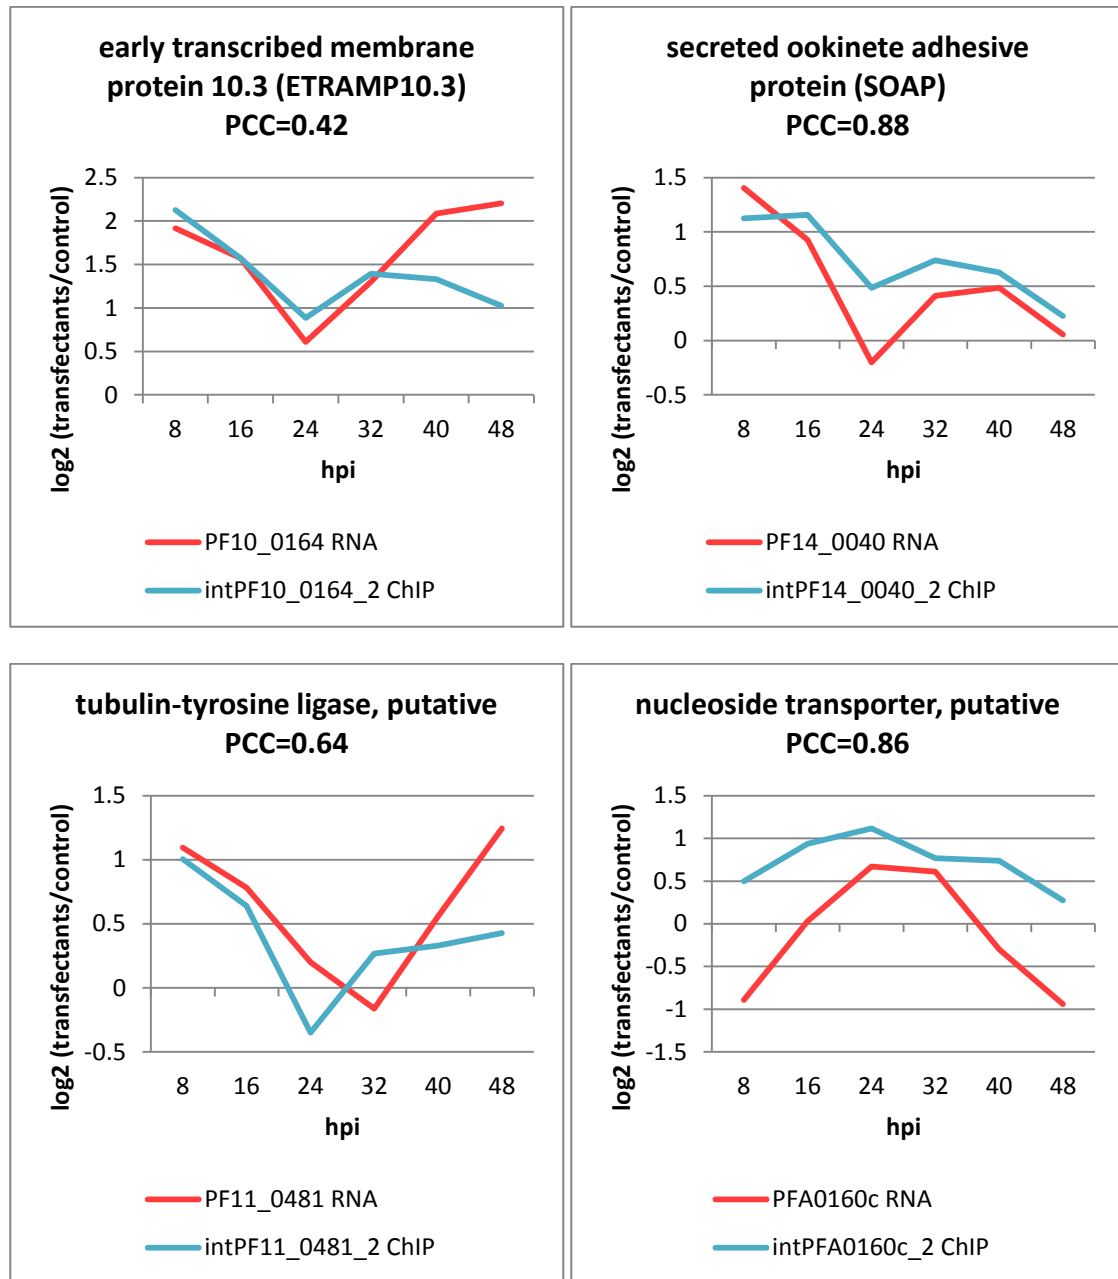 early transcribed membrane
protein 10.3 (ETRAMP10.3)
PCC=0.42
log2 (transfectants/control)
2.5
2
1.5
1
0.5
0
8 16 24 32 40 48
hpi
PF10_0164 RNA
intPF10_0164_2 ChIP
secreted ookinete adhesive
protein (SOAP)
PCC=0.88
log2 (transfectants/control)
1.5
1
0.5
0
-0.5
8 16 24 32 40 48
hpi
PF14_0040 RNA
intPF14_0040_2 ChIP
tubulin-tyrosine ligase, putative
PCC=0.64
log2 (transfectants/control)
1.5
1
0.5
0
-0.5
8 16 24 32 40 48
hpi
PF11_0481 RNA
intPF11_0481_2 ChIP
nucleoside transporter, putative
PCC=0.86
log2 (transfectants/control)
1.5
1
0.5
0
-0.5
-1
-1.5
8 16 24 32 40 48
hpi
PFA0160c RNA
intPFA0160c_2 ChIP